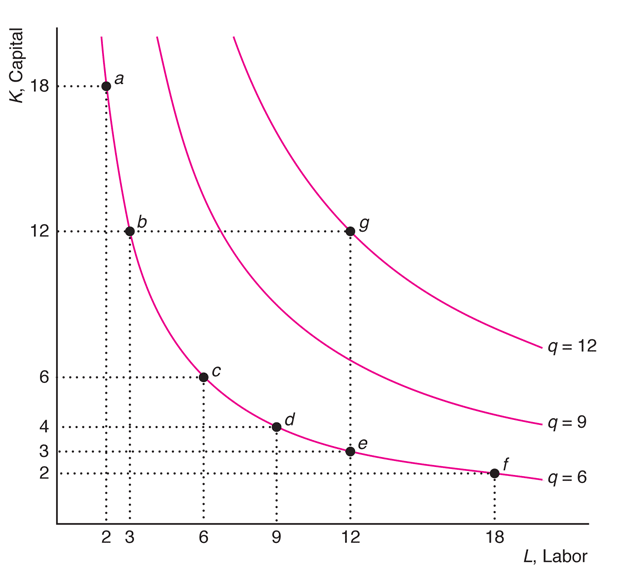 K, Capital
18
a
12
b
g
q = 12
6
c
q = 9
4
d
3
e
2
f
q = 6
2 3 6 9 12 18
L, Labor